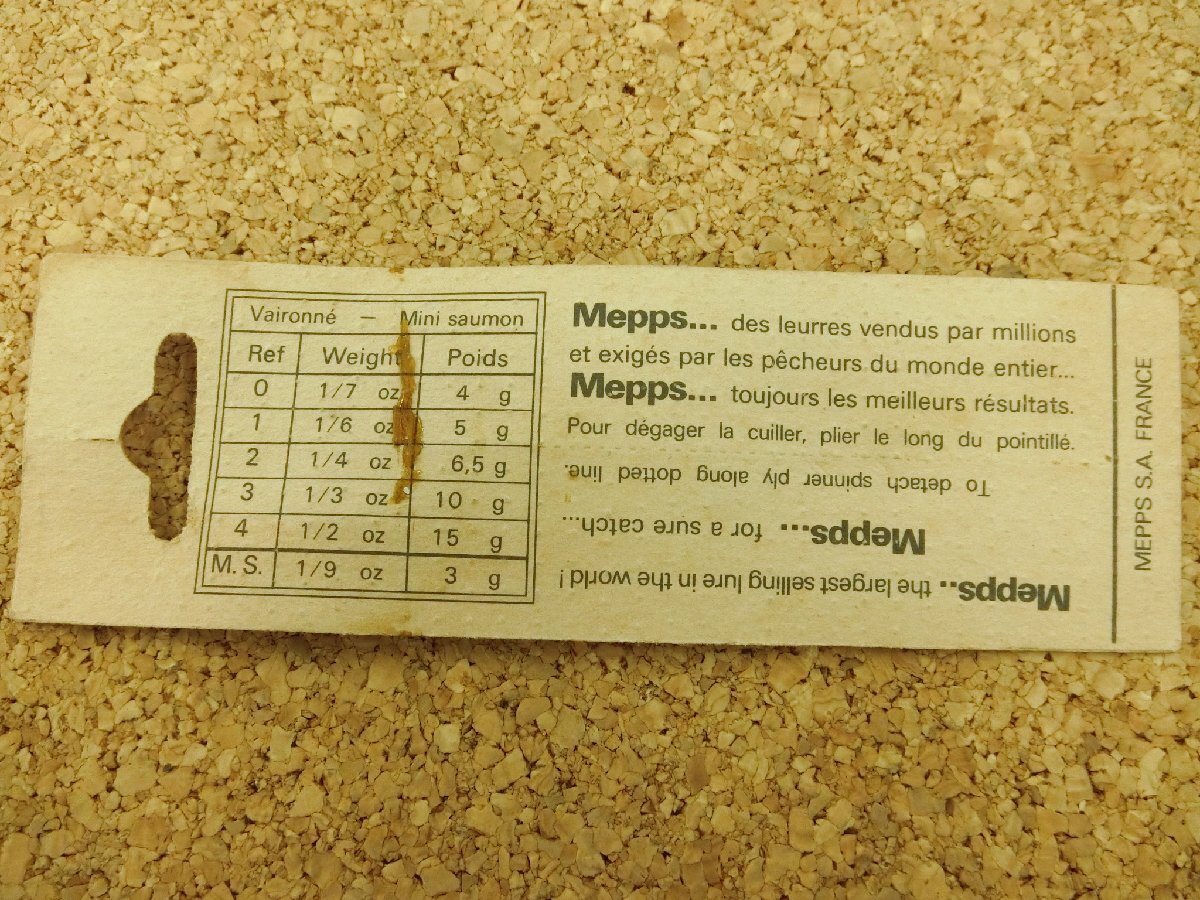 Vaironné – Mini saumon
Ref Weight Poids
0 1/7 oz 4 g
1 1/6 oz 5 g
2 1/4 oz 6,5 g
3 1/3 oz 10 g
4 1/2 oz 15 g
M.S. 1/9 oz 3 g
Mepps... des leurres vendus par millions
et exigés par les pêcheurs du monde entier...
Mepps... toujours les meilleurs résultats.
Pour dégager la cuiller, plier le long du pointillé.
Mepps.. the largest selling lure in the world!
Mepps... for a sure catch...
To detach spinner ply along dotted line.
MEPPS S.A. FRANCE